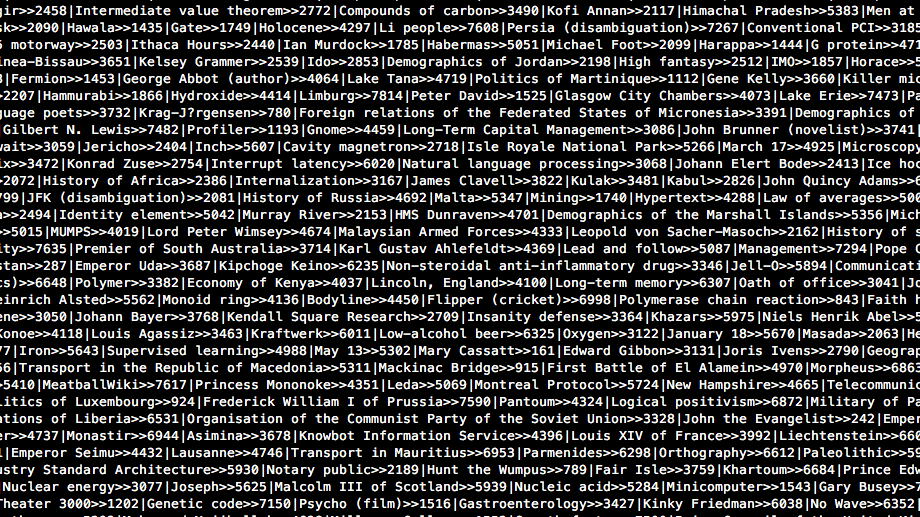 ir>>2458|Intermediate value theorem>>2772|Compounds of carbon>>3490|Kofi Annan>>2117|Himachal Pradesh>>5383|Men at
sk>>2090|Hawala>>1435|Gate>>1749|Holocene>>4297|Li people>>7608|Persia (disambiguation)>>7267|Conventional PCI>>3185
5 motorway>>2503|Ithaca Hours>>2440|Ian Murdock>>1785|Habermas>>5051|Michael Foot>>2099|Harappa>>1444|G protein>>471
inea-Bissau>>3651|Kelsey Grammer>>2539|Ido>>2853|Demographics of Jordan>>2198|High fantasy>>2512|IMO>>1857|Horace>>5
3|Fermion>>1453|George Abbot (author)>>4064|Lake Tana>>4719|Politics of Martinique>>1112|Gene Kelly>>3660|Killer mic
>>2207|Hammurabi>>1866|Hydroxide>>4414|Limburg>>7814|Peter David>>1525|Glasgow City Chambers>>4073|Lake Erie>>7473|Pa
guage poets>>3732|Krag-J?rgensen>>780|Foreign relations of the Federated States of Micronesia>>3391|Demographics of
|Gilbert N. Lewis>>7482|Profiler>>1193|Gnome>>4459|Long-Term Capital Management>>3086|John Brunner (novelist)>>3741|
wait>>3059|Jericho>>2404|Inch>>5607|Cavity magnetron>>2718|Isle Royale National Park>>5266|March 17>>4925|Microscopy
l>>3472|Konrad Zuse>>2754|Interrupt latency>>6020|Natural language processing>>3068|Johann Elert Bode>>2413|Ice hoc
>2072|History of Africa>>2386|Internalization>>3167|James Clavell>>3822|Kulak>>3481|Kabul>>2826|John Quincy Adams>>6
799|JFK (disambiguation)>>2081|History of Russia>>4692|Malta>>5347|Mining>>1740|Hypertext>>4288|Law of averages>>500
a>>2494|Identity element>>5042|Murray River>>2153|HMS Dunraven>>4701|Demographics of the Marshall Islands>>5356|Mic
>>5015|MUMPS>>4019|Lord Peter Wimsey>>4674|Malaysian Armed Forces>>4333|Leopold von Sacher-Masoch>>2162|History of s
ity>>7635|Premier of South Australia>>3714|Karl Gustav Ahlefeldt>>4369|Lead and follow>>5087|Management>>7294|Pope
stan>>287|Emperor Uda>>3687|Kipchoge Keino>>6235|Non-steroidal anti-inflammatory drug>>3346|Jell-O>>5894|Communicati
cs)>>6648|Polymer>>3382|Economy of Kenya>>4037|Lincoln, England>>4100|Long-term memory>>6307|Oath of office>>3041|Jo
einrich Alsted>>5562|Monoid ring>>4136|Bodyline>>4450|Flipper (cricket)>>6998|Polymerase chain reaction>>843|Faith
ene>>3050|Johann Bayer>>3768|Kendall Square Research>>2709|Insanity defense>>3364|Khazars>>5975|Niels Henrik Abel>>5
Konoe>>4118|Louis Agassiz>>3463|Kraftwerk>>6011|Low-alcohol beer>>6325|Oxygen>>3122|January 18>>5670|Masada>>2063|He
77|Iron>>5643|Supervised learning>>4988|May 13>>5302|Mary Cassatt>>161|Edward Gibbon>>3131|Joris Ivens>>2790|Geograp
56|Transport in the Republic of Macedonia>>5311|Mackinac Bridge>>915|First Battle of El Alamein>>4970|Morpheus>>6863
>5410|MeatballWiki>>7617|Princess Mononoke>>4351|Leda>>5069|Montreal Protocol>>5724|New Hampshire>>4665|Telecommunic
litics of Luxembourg>>924|Frederick William I of Prussia>>7590|Pantoum>>4324|Logical positivism>>6872|Military of Pa
ations of Liberia>>6531|Organisation of the Communist Party of the Soviet Union>>3328|John the Evangelist>>242|Emper
er>>4737|Monastir>>6944|Asimina>>3678|Knowbot Information Service>>4396|Louis XIV of France>>3992|Liechtenstein>>666
1|Emperor Seimu>>4432|Lausanne>>4746|Transport in Mauritius>>6953|Parmenides>>6298|Orthography>>6612|Paleolithic>>59
ustry Standard Architecture>>5930|Notary public>>2189|Hunt the Wumpus>>789|Fair Isle>>3759|Khartoum>>6684|Prince Edw
|Nuclear energy>>3077|Joseph>>5625|Malcolm III of Scotland>>5939|Nucleic acid>>5284|Minicomputer>>1543|Gary Busey>>7
Theater 3000>>1202|Genetic code>>7150|Psycho (film)>>1516|Gastroenterology>>3427|Kinky Friedman>>6038|No Wave>>6352